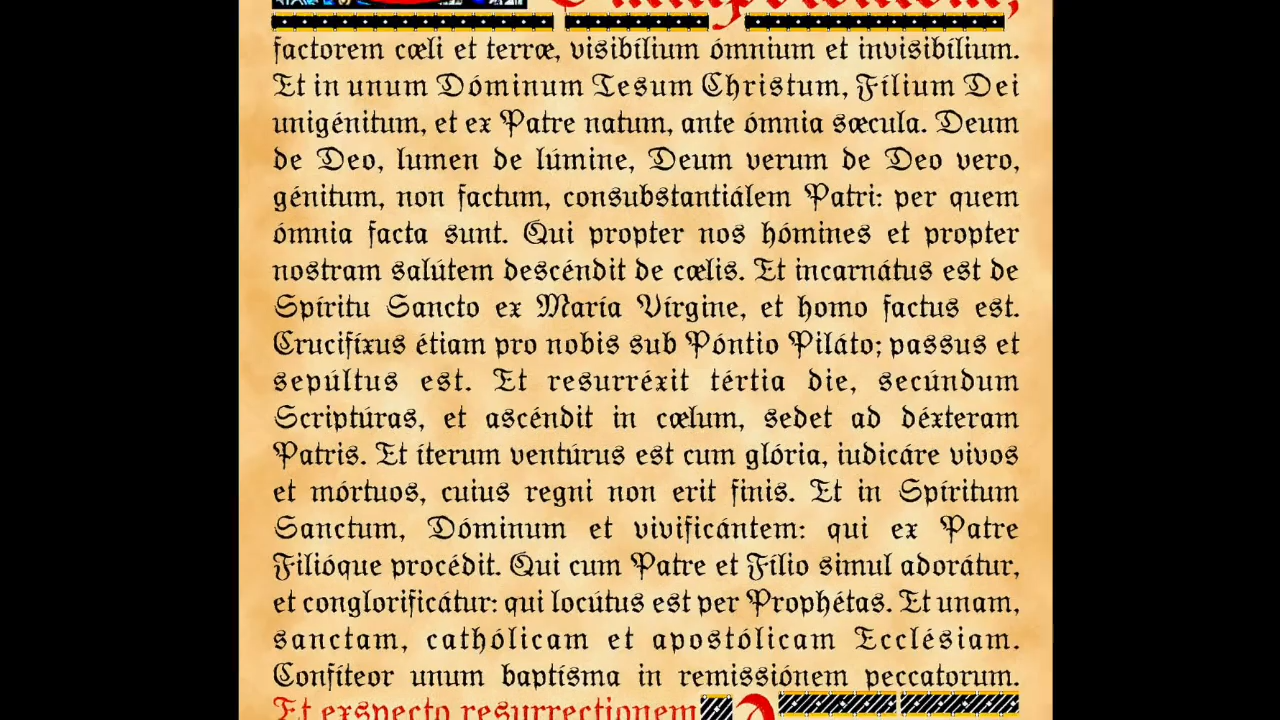 factorem cœli et terræ, visibílium ómnium et invisibílium.
Et in unum Dóminum Iesum Christum, Fílium Dei
unigénitum, et ex Patre natum, ante ómnia sæcula. Deum
de Deo, lumen de lúmine, Deum verum de Deo vero,
génitum, non factum, consubstantiálem Patri: per quem
ómnia facta sunt. Qui propter nos hómines et propter
nostram salútem descéndit de cœlis. Et incarnátus est de
Spíritu Sancto ex María Vírgine, et homo factus est.
Crucifíxus étiam pro nobis sub Póntio Piláto; passus et
sepúltus est. Et resurréxit tértia die, secúndum
Scriptúras, et ascéndit in cœlum, sedet ad déxteram
Patris. Et íterum ventúrus est cum glória, iudicáre vivos
et mórtuos, cuius regni non erit finis. Et in Spíritum
Sanctum, Dóminum et vivificántem: qui ex Patre
Filióque procédit. Qui cum Patre et Fílio simul adorátur,
et conglorificátur: qui locútus est per Prophétas. Et unam,
sanctam, cathólicam et apostólicam Ecclésiam.
Confíteor unum baptísma in remissiónem peccatorum.
Et exspecto resurrectionem